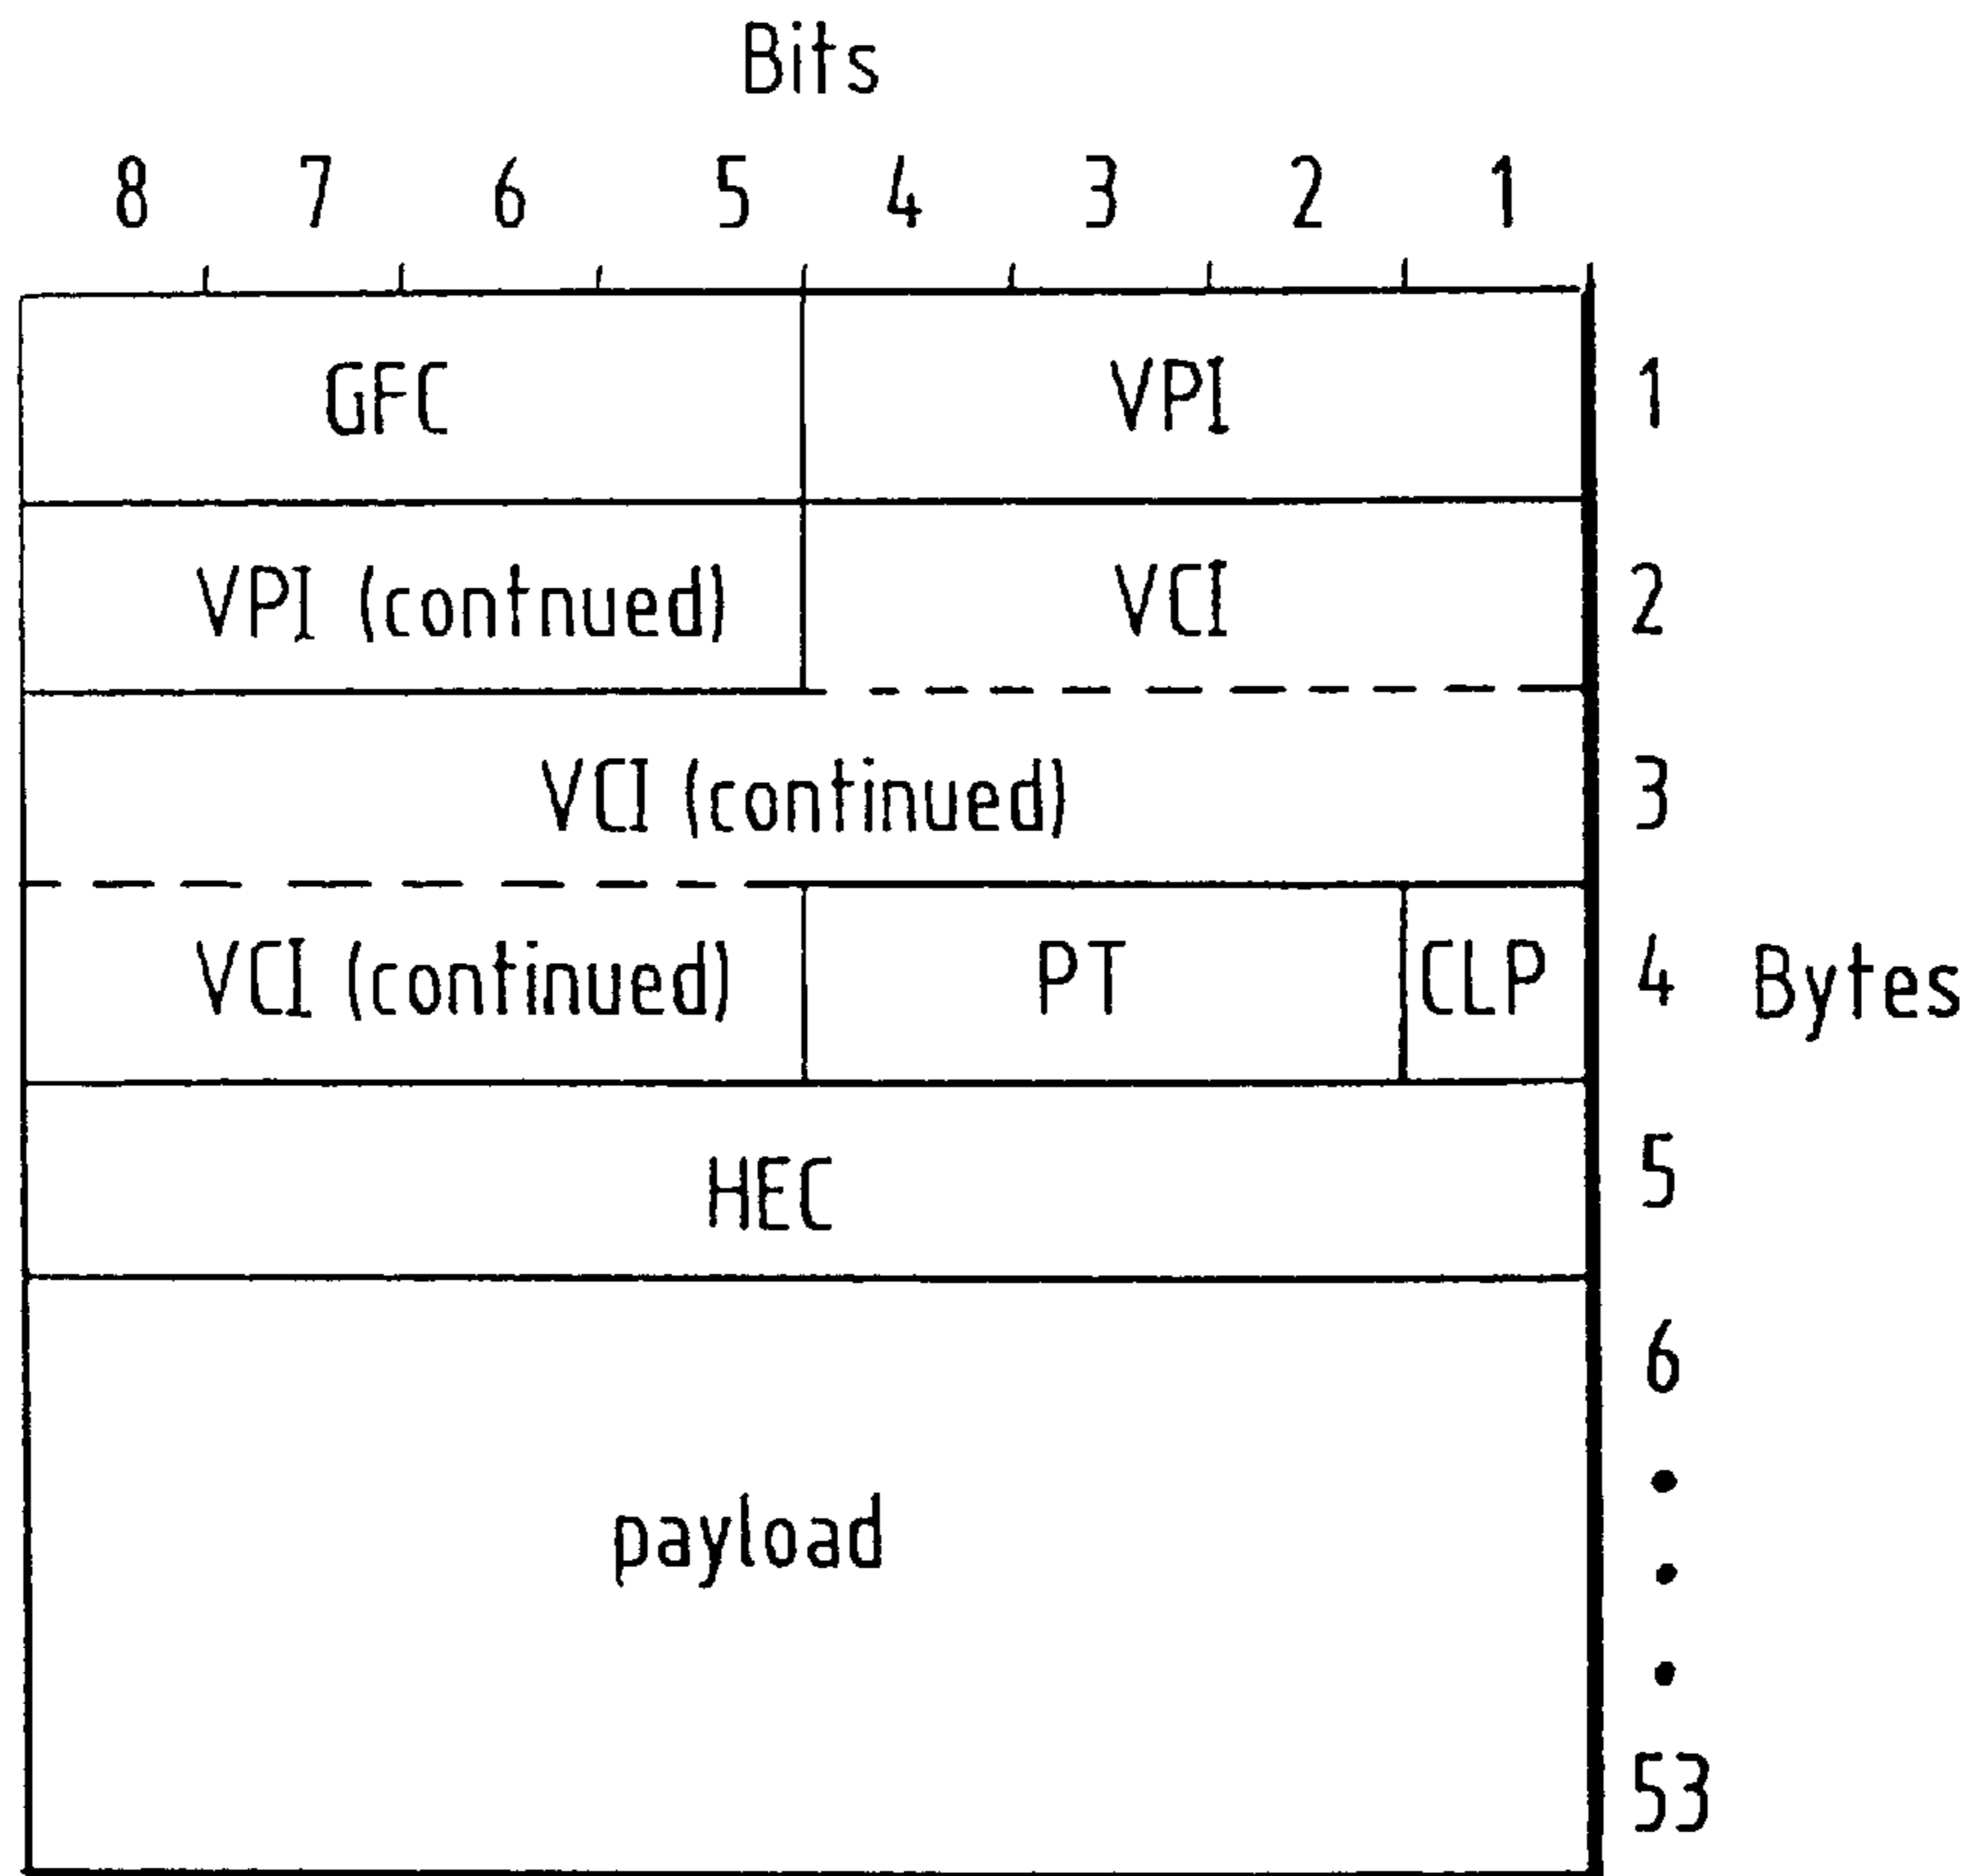 Bits
8 7 6 5 4 3 2 1
GFC VPI 1
VPI (contnued) VCI 2
VCI (continued) 3
VCI (continued) PT CLP 4 Bytes
HEC 5
6
payload
53